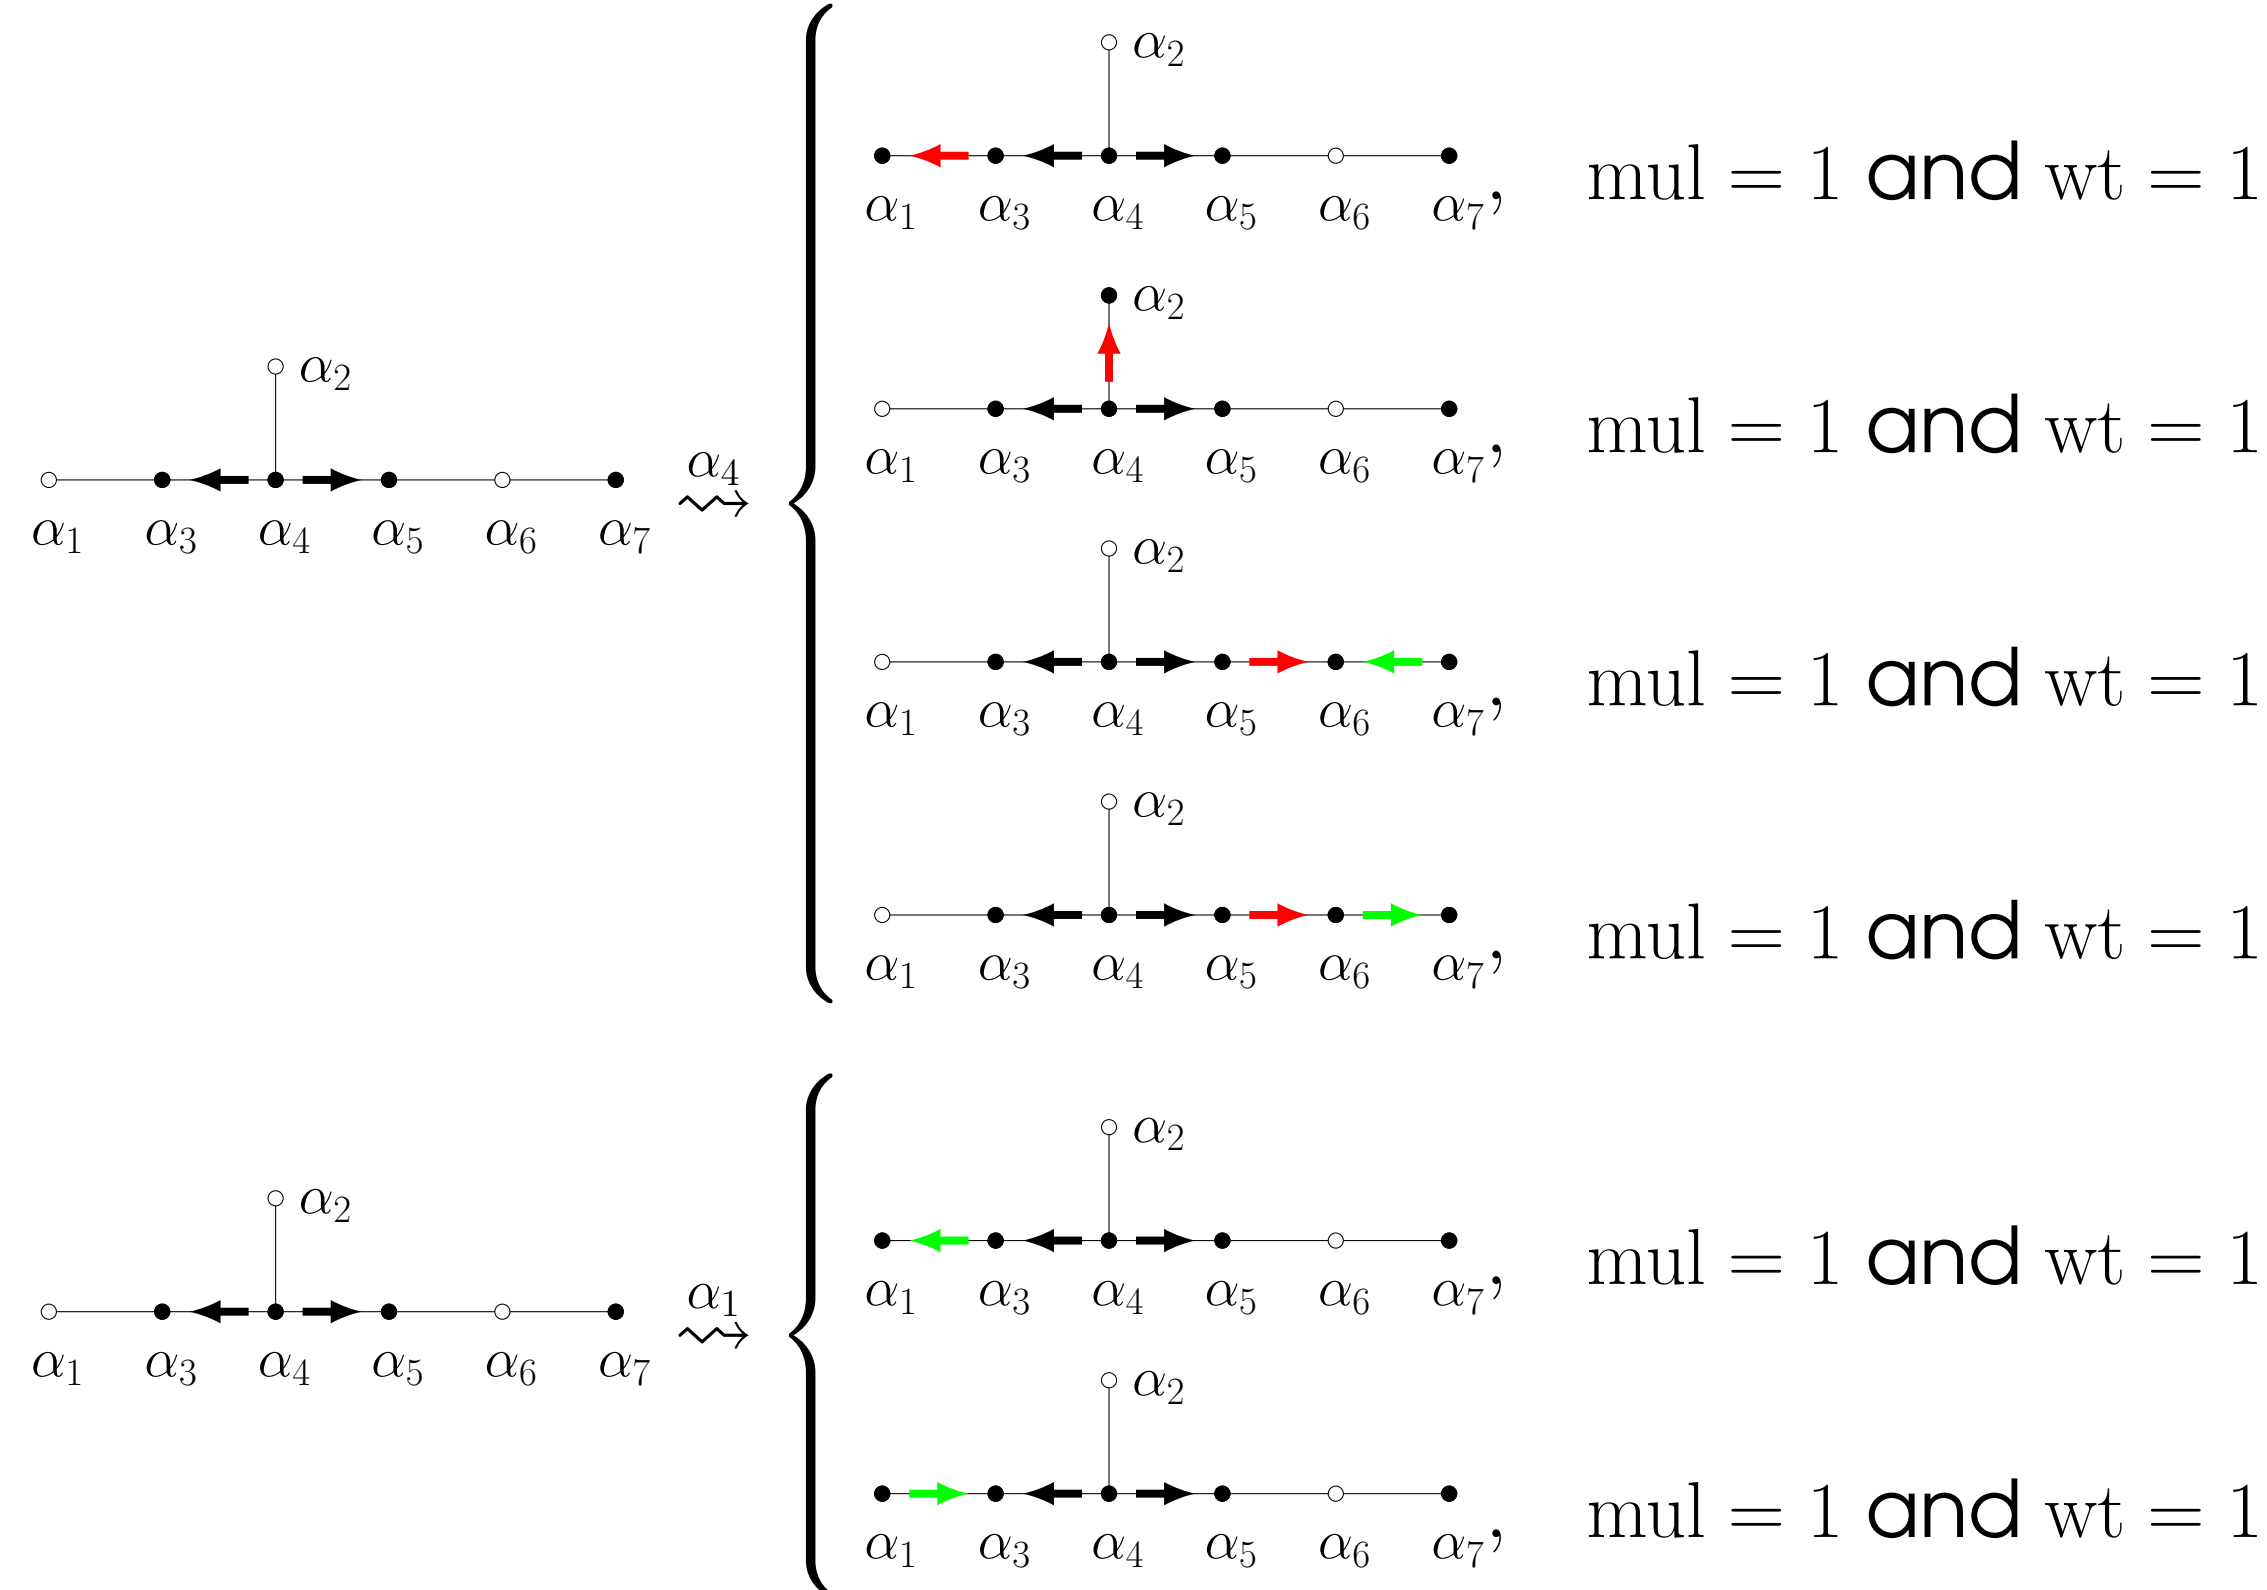 α₂
α₁ α₃ α₄ α₅ α₆ α₇, mul = 1 and wt = 1
α₂
α₁ α₃ α₄ α₅ α₆ α₇, mul = 1 and wt = 1
α₂
α₁ α₃ α₄ α₅ α₆ α₇
α₄
α₂
α₁ α₃ α₄ α₅ α₆ α₇, mul = 1 and wt = 1
α₂
α₁ α₃ α₄ α₅ α₆ α₇, mul = 1 and wt = 1
α₂
α₁ α₃ α₄ α₅ α₆ α₇
α₁
α₂
α₁ α₃ α₄ α₅ α₆ α₇, mul = 1 and wt = 1
α₂
α₁ α₃ α₄ α₅ α₆ α₇, mul = 1 and wt = 1